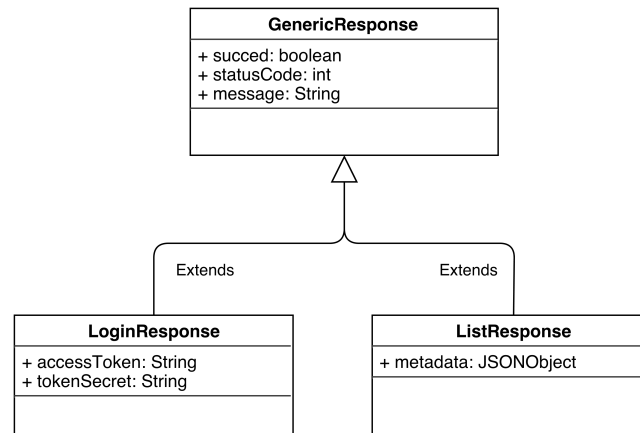 GenericResponse
+ succed: boolean
+ statusCode: int
+ message: String
Extends
Extends
LoginResponse
+ accessToken: String
+ tokenSecret: String
ListResponse
+ metadata: JSONObject